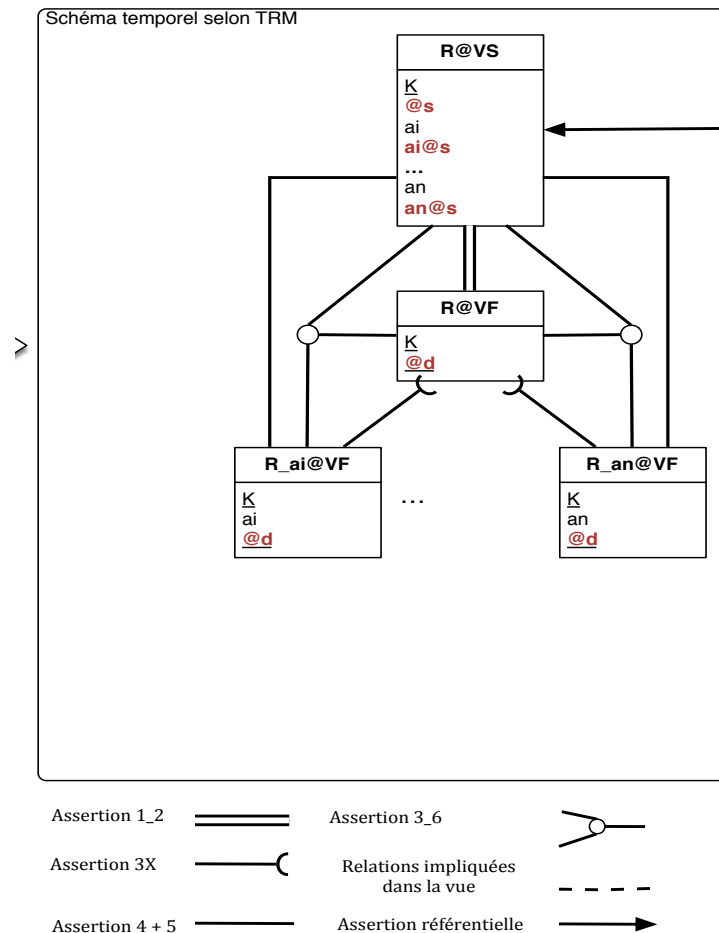 Schéma temporel selon TRM
R@VS
K
@s
ai
ai@s
...
an
an@s
R@VF
K
@d
R_ai@VF
K
ai
@d
...
R_an@VF
K
an
@d
Assertion 1_2
Assertion 3_6
Assertion 3X
Relations impliquées
dans la vue
Assertion 4 + 5
Assertion référentielle